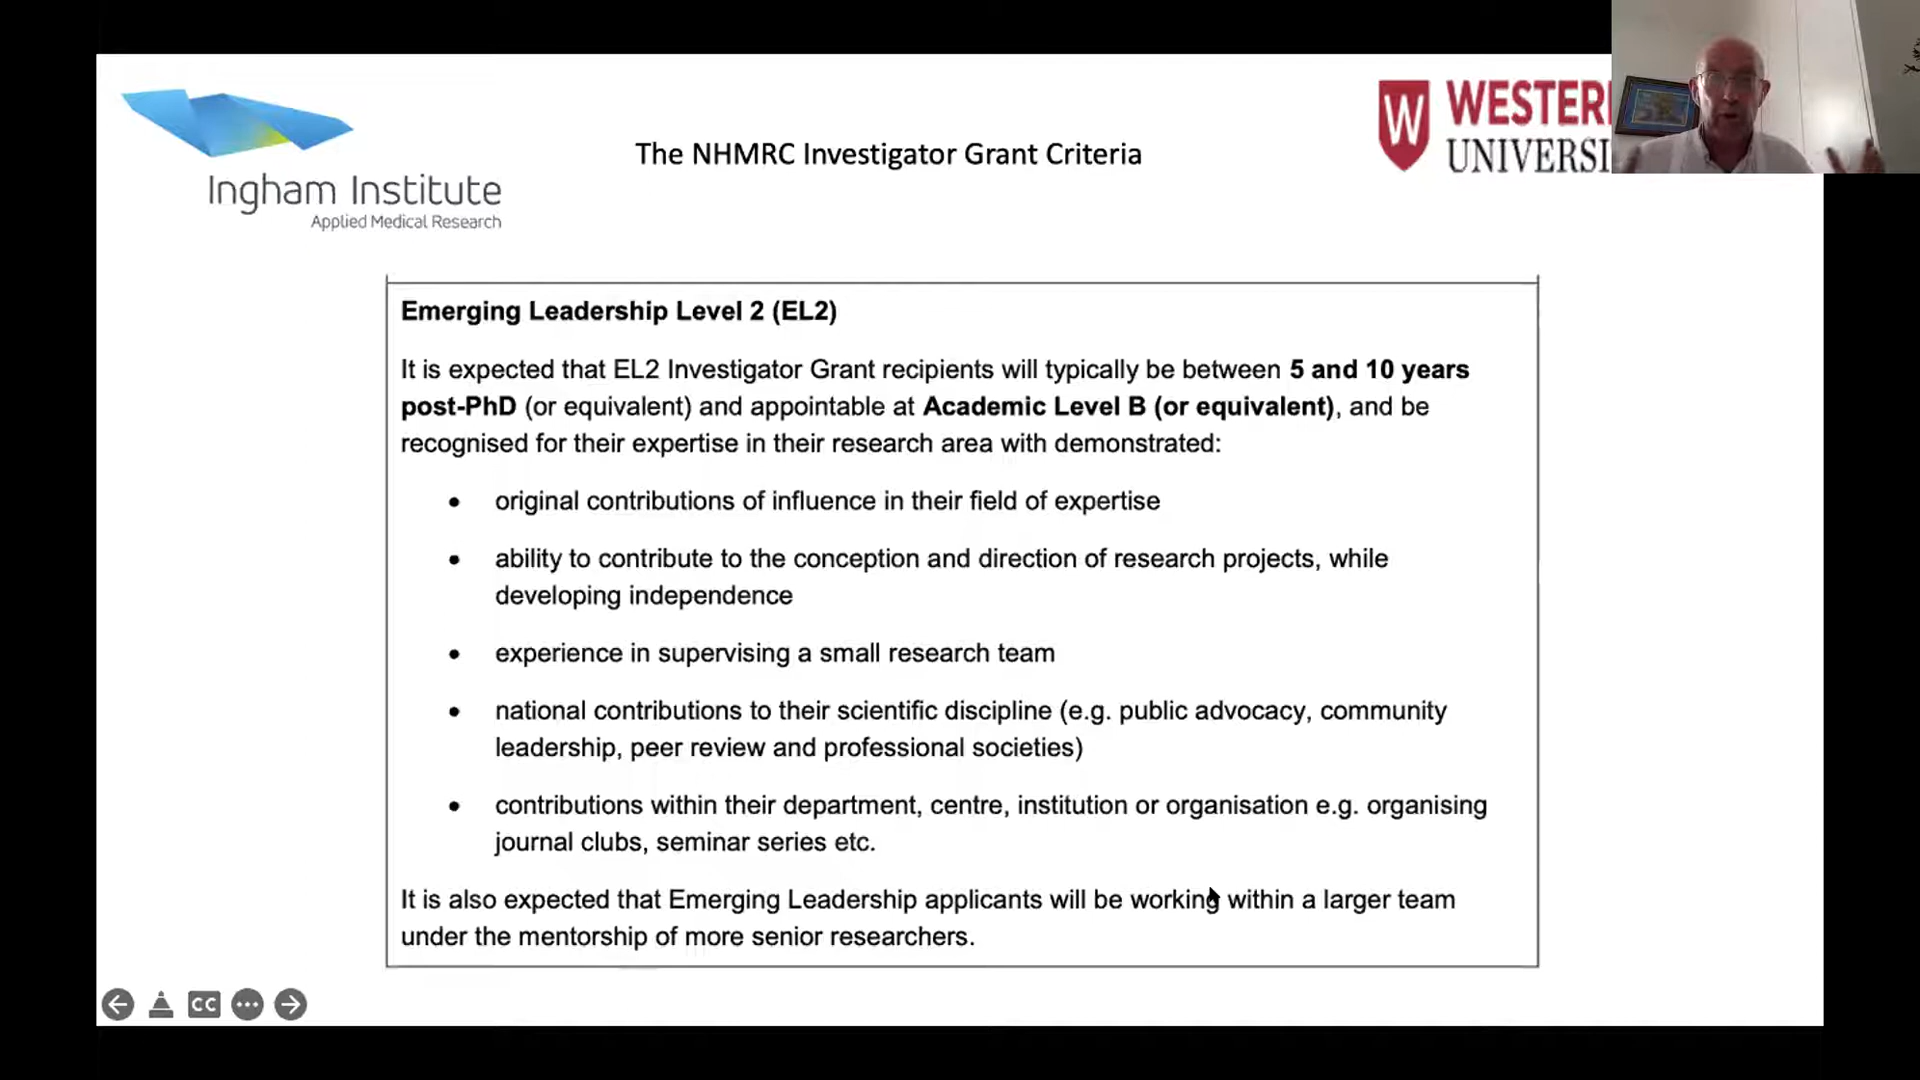 Ingham Institute
Applied Medical Research
The NHMRC Investigator Grant Criteria
W
WESTER
UNIVERSI
Emerging Leadership Level 2 (EL2)
It is expected that EL2 Investigator Grant recipients will typically be between 5 and 10 years
post-PhD (or equivalent) and appointable at Academic Level B (or equivalent), and be
recognised for their expertise in their research area with demonstrated:
• original contributions of influence in their field of expertise
• ability to contribute to the conception and direction of research projects, while
developing independence
• experience in supervising a small research team
• national contributions to their scientific discipline (e.g. public advocacy, community
leadership, peer review and professional societies)
• contributions within their department, centre, institution or organisation e.g. organising
journal clubs, seminar series etc.
It is also expected that Emerging Leadership applicants will be working within a larger team
under the mentorship of more senior researchers.
CC